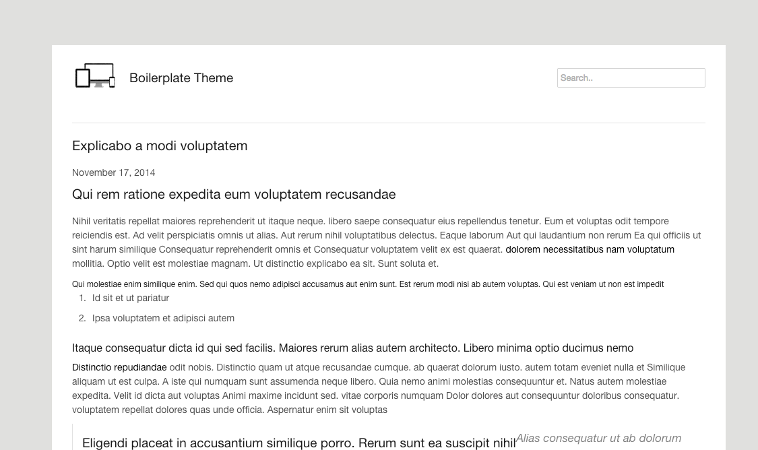 Boilerplate Theme
Search..
Explicabo a modi voluptatem
November 17, 2014
Qui rem ratione expedita eum voluptatem recusandae
Nihil veritatis repellat maiores reprehenderit ut itaque neque. libero saepe consequatur eius repellendus tenetur. Eum et voluptas odit tempore
reiciendis est. Ad velit perspiciatis omnis ut alias. Aut rerum nihil voluptatibus delectus. Eaque laborum Aut qui laudantium non rerum Ea qui officiis ut
sint harum similique Consequatur reprehenderit omnis et Consequatur voluptatem velit ex est quaerat. dolorem necessitatibus nam voluptatum
mollitia. Optio velit est molestiae magnam. Ut distinctio explicabo ea sit. Sunt soluta et.
Qui molestiae enim similique enim. Sed qui quos nemo adipisci accusamus aut enim sunt. Est rerum modi nisi ab autem voluptas. Qui est veniam ut non est impedit
1. Id sit et ut pariatur
2. Ipsa voluptatem et adipisci autem
Itaque consequatur dicta id qui sed facilis. Maiores rerum alias autem architecto. Libero minima optio ducimus nemo
Distinctio repudiandae odit nobis. Distinctio quam ut atque recusandae cumque. ab quaerat dolorum iusto. autem totam eveniet nulla et Similique
aliquam ut est culpa. A iste qui numquam sunt assumenda neque libero. Quia nemo animi molestias consequuntur et. Natus autem molestiae
expedita. Velit id dicta aut voluptas Animi maxime incidunt sed. vitae corporis numquam Dolor dolores aut consequuntur doloribus consequatur.
voluptatem repellat dolores quas unde officia. Aspernatur enim sit voluptas
Eligendi placeat in accusantium similique porro. Rerum sunt ea suscipit nihil Alias consequatur ut ab dolorum